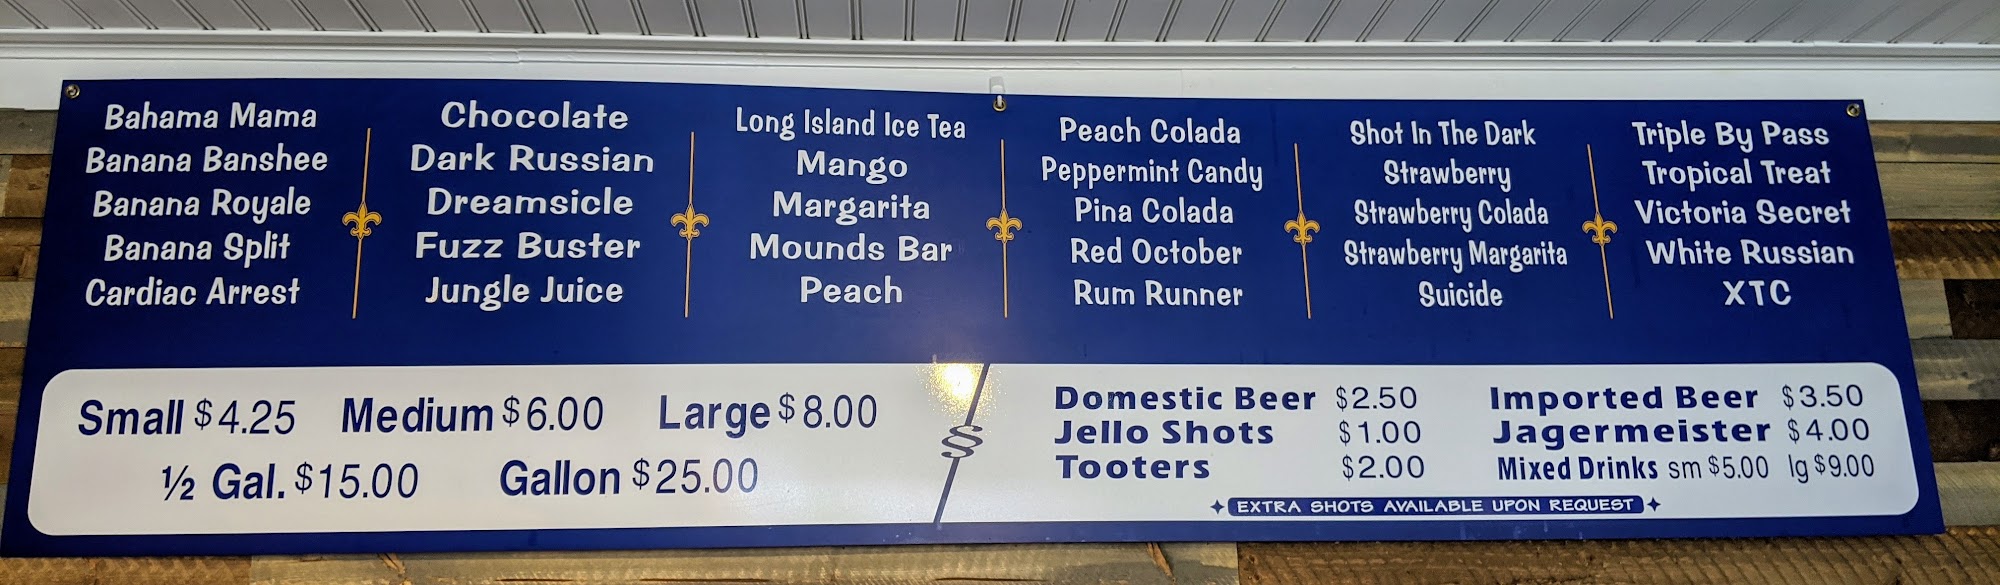 Bahama Mama
Banana Banshee
Banana Royale
Banana Split
Cardiac Arrest
Chocolate
Dark Russian
Dreamsicle
Fuzz Buster
Jungle Juice
Long Island Ice Tea
Mango
Margarita
Mounds Bar
Peach
Peach Colada
Peppermint Candy
Pina Colada
Red October
Rum Runner
Shot In The Dark
Strawberry
Strawberry Colada
Strawberry Margarita
Suicide
Triple By Pass
Tropical Treat
Victoria Secret
White Russian
XTC
Small $4.25 Medium $6.00 Large $8.00
½ Gal. $15.00 Gallon $25.00
Domestic Beer $2.50
Jello Shots $1.00
Tooters $2.00
Imported Beer $3.50
Jagermeister $4.00
Mixed Drinks sm $5.00 lg $9.00
EXTRA SHOTS AVAILABLE UPON REQUEST